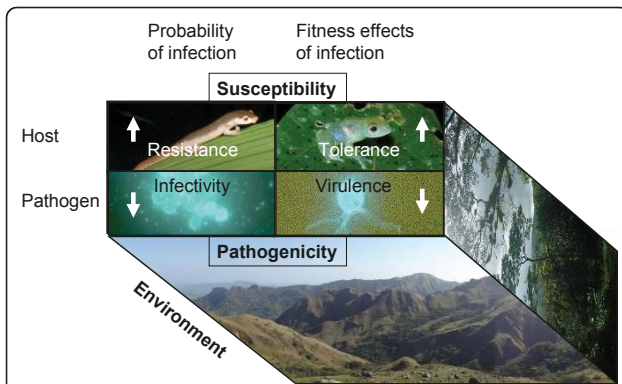 Probability
of infection
Fitness effects
of infection
Susceptibility
Host
Resistance
Tolerance
Pathogen
Infectivity
Virulence
Pathogenicity
Environment